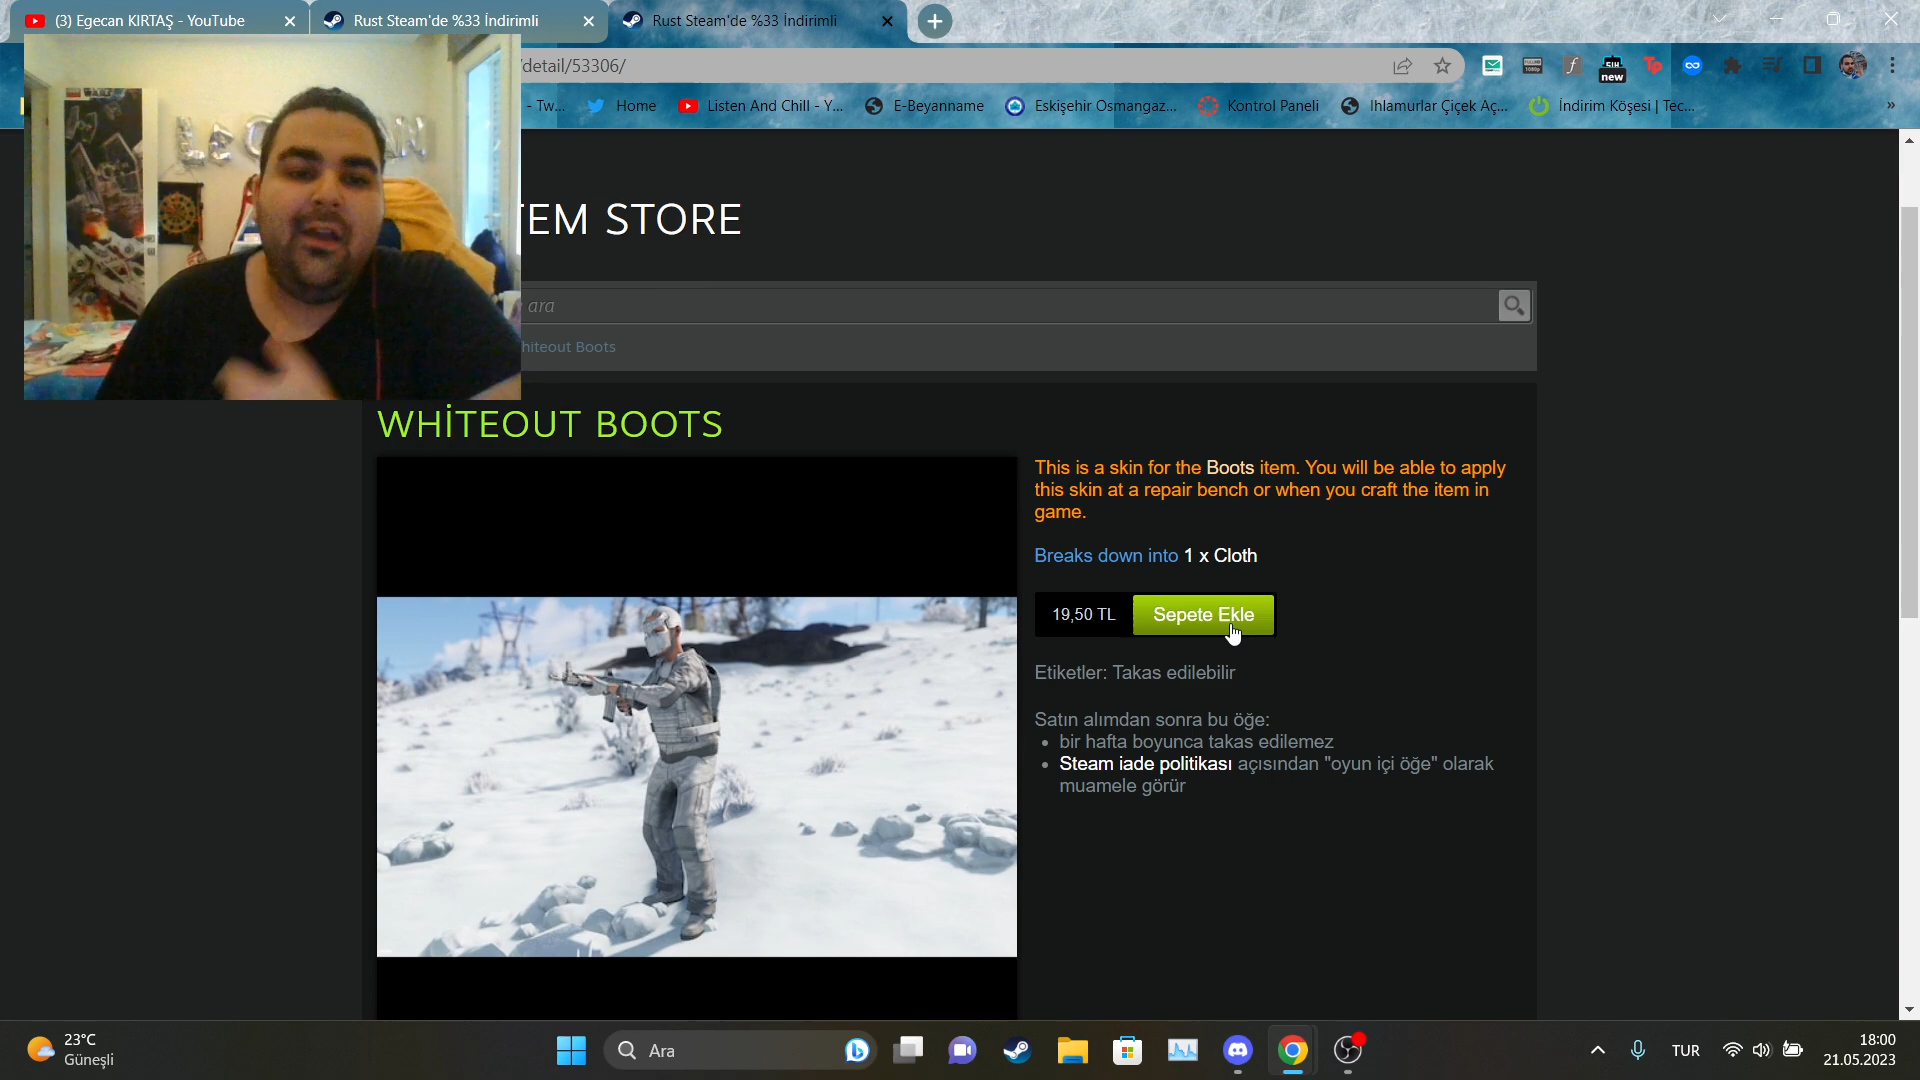 (3) Egecan KIRTAŞ - YouTube
Rust Steam'de %33 İndirimli
Rust Steam'de %33 İndirimli
/detail/53306/
new
- Tw...
Home
Listen And Chill - Y...
E-Beyanname
Eskişehir Osmangaz...
Kontrol Paneli
Ihlamurlar Çiçek Aç...
İndirim Köşesi | Tec...
»
TEM STORE
ara
hiteout Boots
WHİTEOUT BOOTS
This is a skin for the Boots item. You will be able to apply
this skin at a repair bench or when you craft the item in
game.
Breaks down into 1 x Cloth
19,50 TL
Sepete Ekle
Etiketler: Takas edilebilir
Satın alımdan sonra bu öğe:
• bir hafta boyunca takas edilemez
• Steam iade politikası açısından "oyun içi öğe" olarak
muamele görür
23°C
Güneşli
Ara
TUR
18:00
21.05.2023